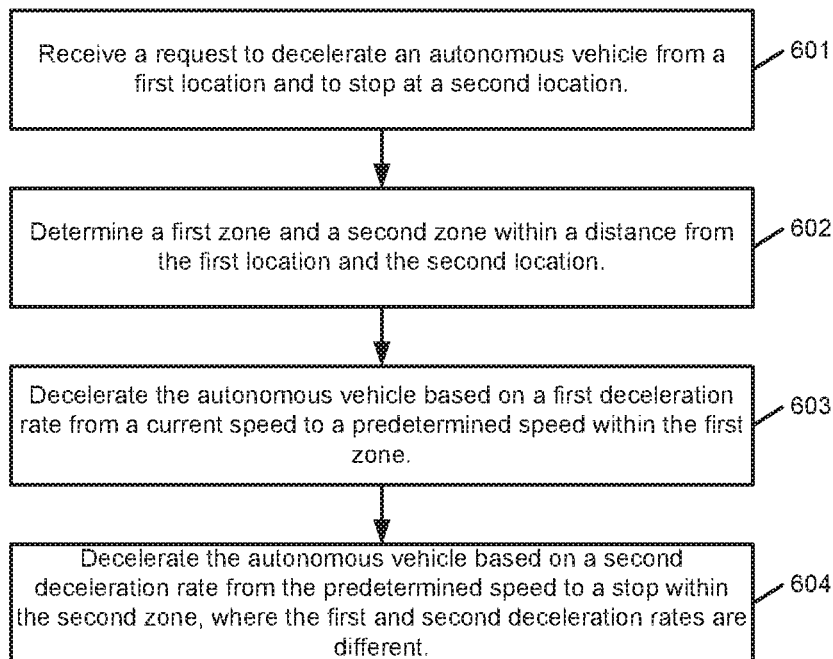 Receive a request to decelerate an autonomous vehicle from a
first location and to stop at a second location.
601
Determine a first zone and a second zone within a distance from
the first location and the second location.
602
Decelerate the autonomous vehicle based on a first deceleration
rate from a current speed to a predetermined speed within the first
zone.
603
Decelerate the autonomous vehicle based on a second
deceleration rate from the predetermined speed to a stop within
the second zone, where the first and second deceleration rates are
different.
604